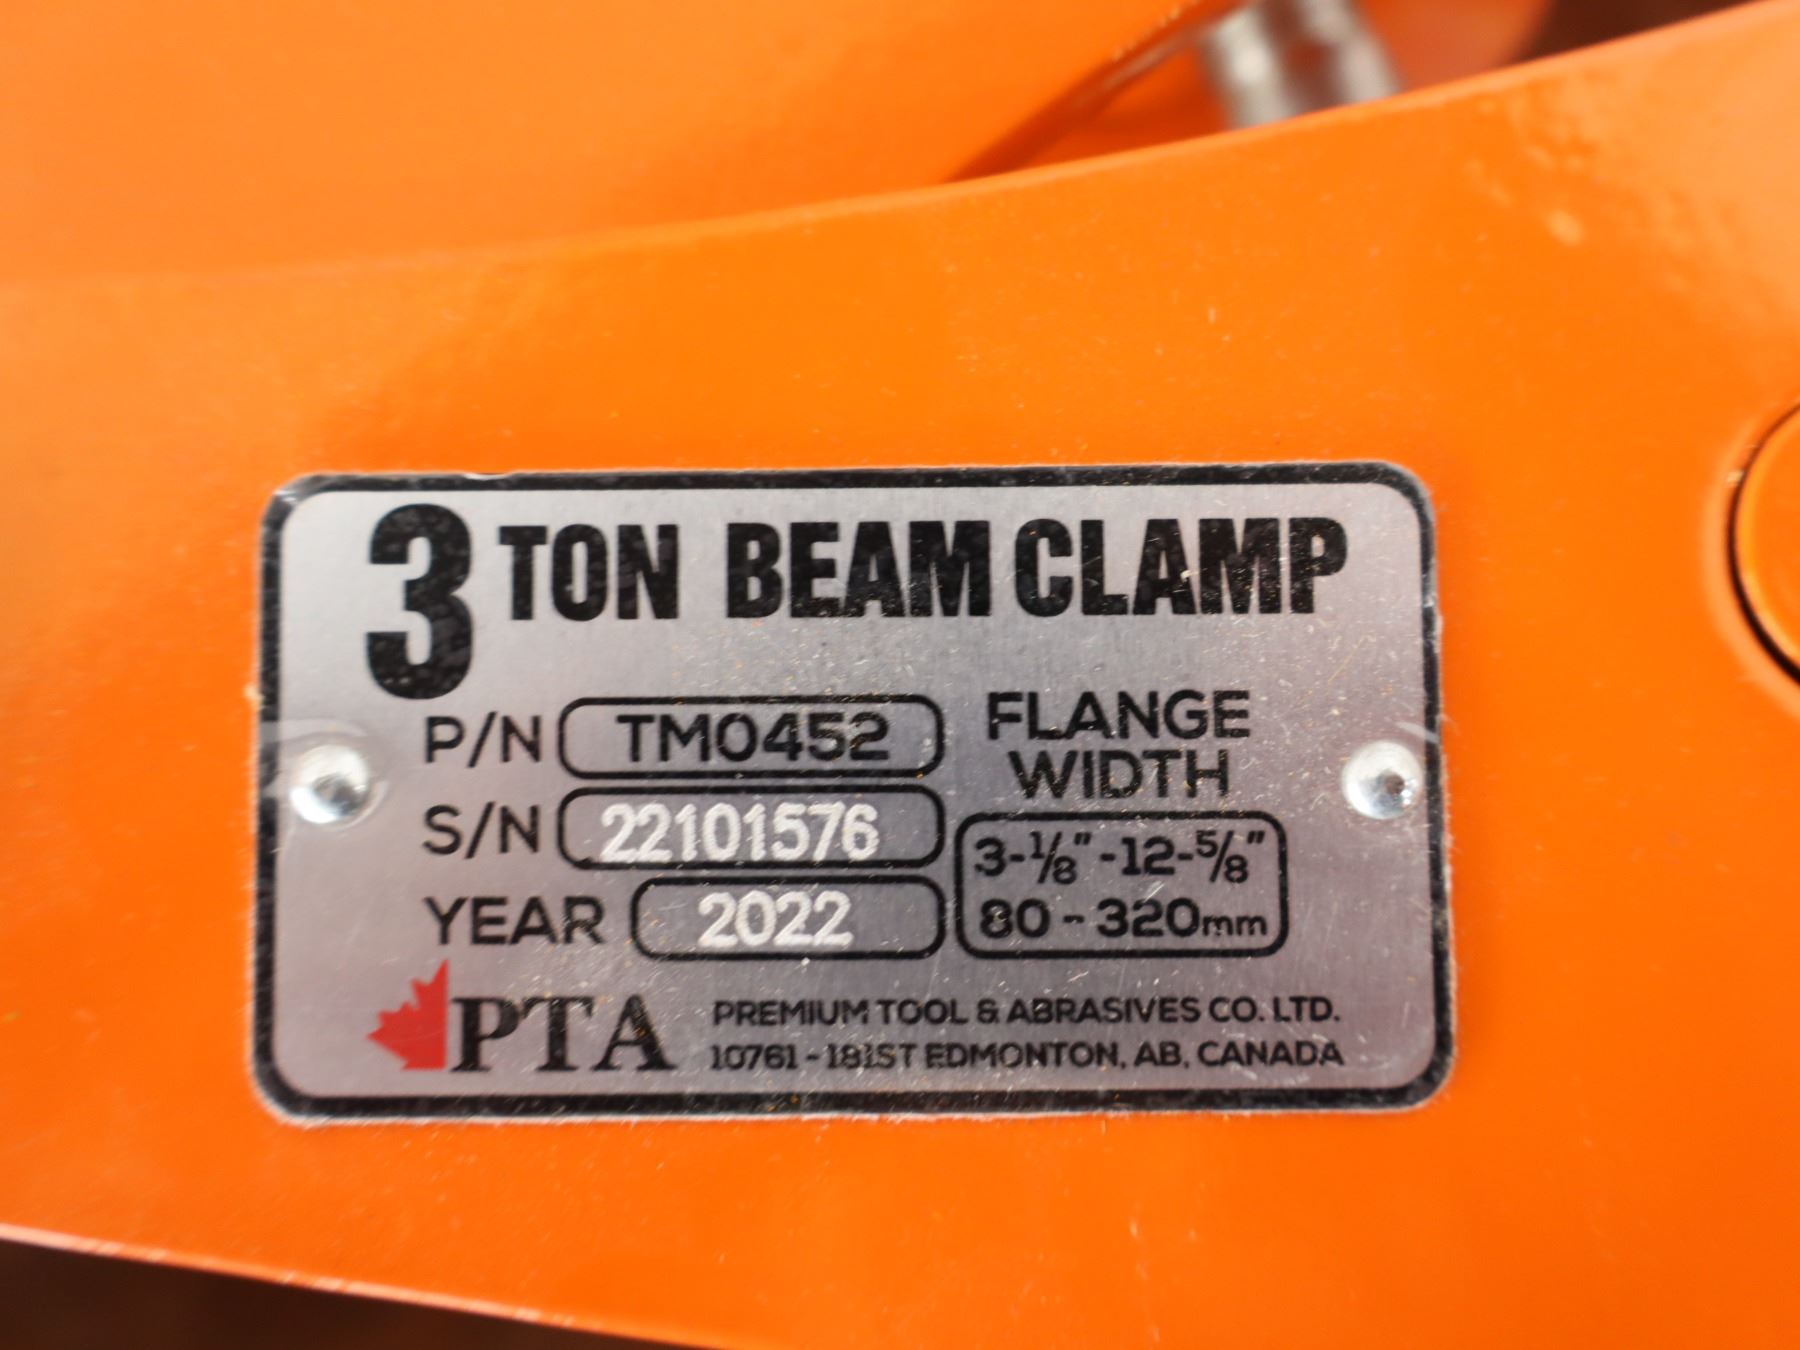 3 TON BEAM CLAMP
P/N TM0452
S/N 22101576
YEAR 2022
FLANGE
WIDTH
3-1/8"-12-5/8"
80-320mm
PTA
PREMIUM TOOL & ABRASIVES CO. LTD.
10761-181ST EDMONTON, AB, CANADA